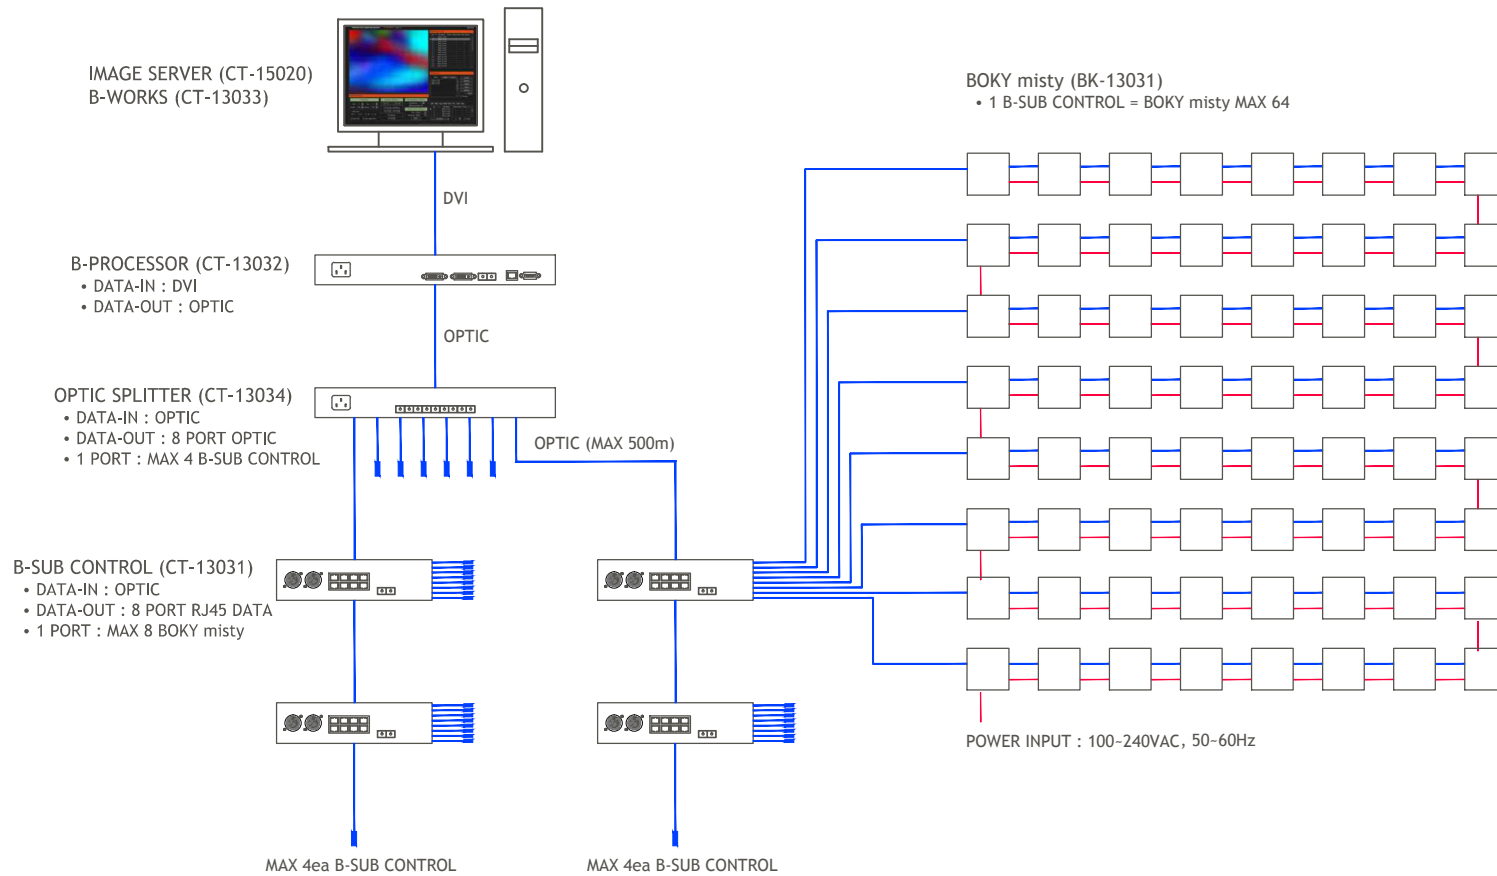 IMAGE SERVER (CT-15020)
B-WORKS (CT-13033)
DVI
B-PROCESSOR (CT-13032)
• DATA-IN : DVI
• DATA-OUT : OPTIC
OPTIC
OPTIC SPLITTER (CT-13034)
• DATA-IN : OPTIC
• DATA-OUT : 8 PORT OPTIC
• 1 PORT : MAX 4 B-SUB CONTROL
OPTIC (MAX 500m)
B-SUB CONTROL (CT-13031)
• DATA-IN : OPTIC
• DATA-OUT : 8 PORT RJ45 DATA
• 1 PORT : MAX 8 BOKY misty
MAX 4ea B-SUB CONTROL
MAX 4ea B-SUB CONTROL
BOKY misty (BK-13031)
• 1 B-SUB CONTROL = BOKY misty MAX 64
POWER INPUT : 100~240VAC, 50~60Hz